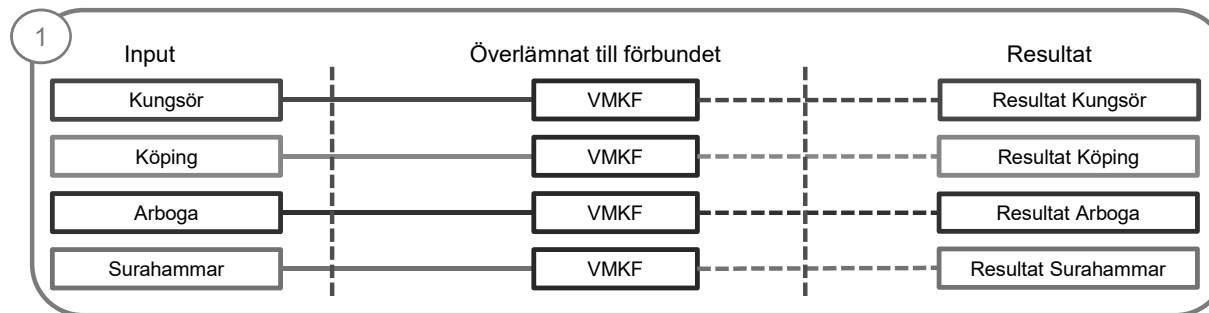 1
Input Överlämnat till förbundet Resultat
Kungsör VMKF Resultat Kungsör
Köping VMKF Resultat Köping
Arboga VMKF Resultat Arboga
Surahammar VMKF Resultat Surahammar